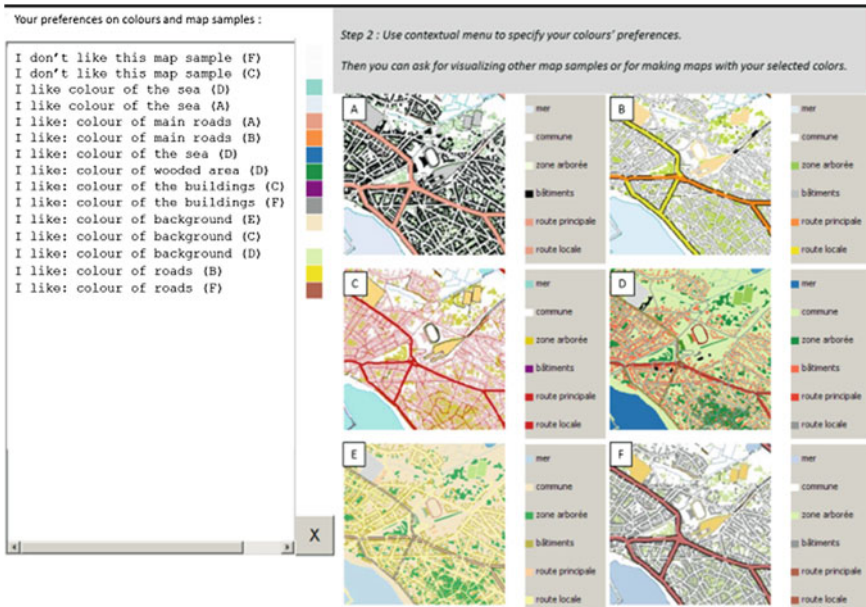 Your preferences on colours and map samples :
I don't like this map sample (F)
I don't like this map sample (C)
I like colour of the sea (D)
I like colour of the sea (A)
I like: colour of main roads (A)
I like: colour of main roads (B)
I like: colour of the sea (D)
I like: colour of wooded area (D)
I like: colour of the buildings (C)
I like: colour of the buildings (F)
I like: colour of background (E)
I like: colour of background (C)
I like: colour of background (D)
I like: colour of roads (B)
I like: colour of roads (F)
X
Step 2 : Use contextual menu to specify your colours' preferences.
Then you can ask for visualizing other map samples or for making maps with your selected colors.
A
mer
commune
zone arborée
bâtiments
route principale
route locale
B
mer
commune
zone arborée
bâtiments
route principale
route locale
C
mer
commune
zone arborée
bâtiments
route principale
route locale
D
mer
commune
zone arborée
bâtiments
route principale
route locale
E
mer
commune
zone arborée
bâtiments
route principale
route locale
F
mer
commune
zone arborée
bâtiments
route principale
route locale